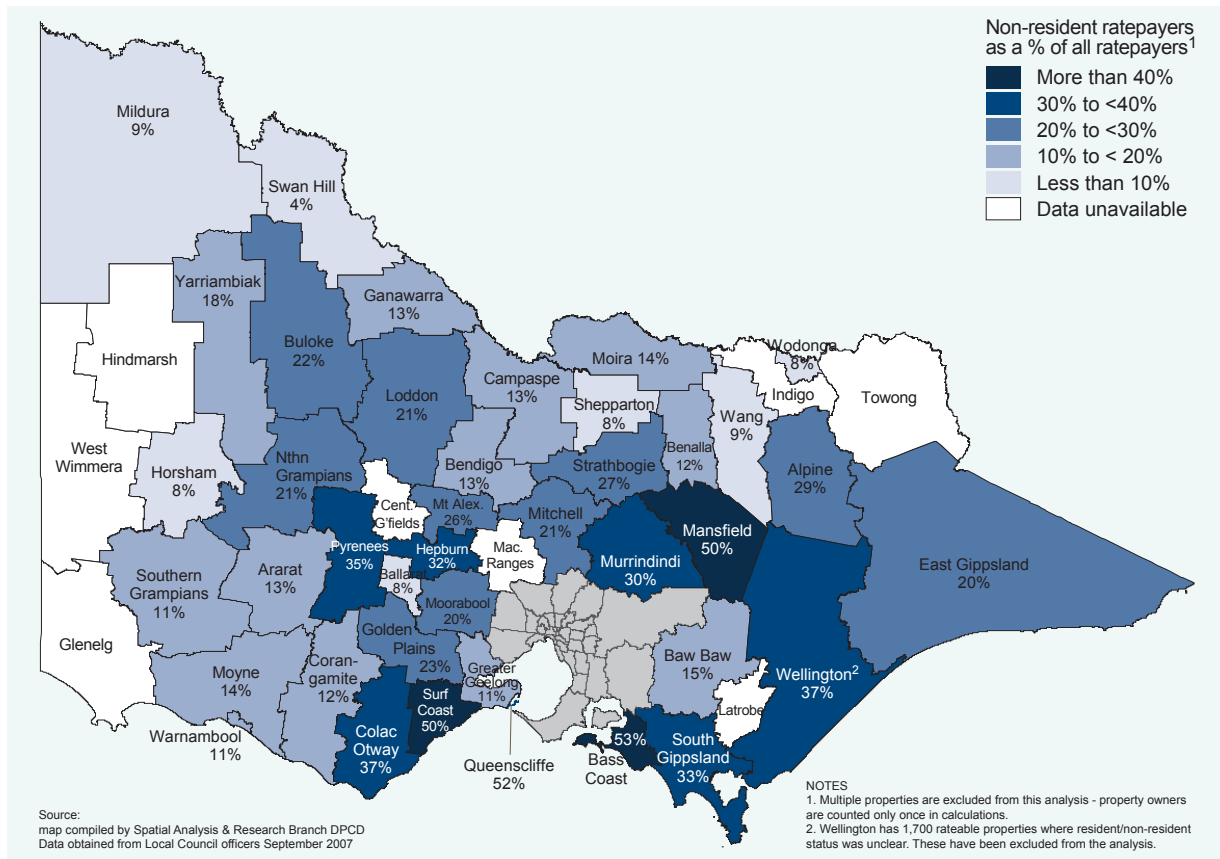 Non-resident ratepayers
as a % of all ratepayers1
More than 40%
30% to <40%
20% to <30%
10% to < 20%
Less than 10%
Data unavailable
Mildura
9%
Swan Hill
4%
Yarriambiak
18%
Ganawarra
13%
Buloke
22%
Hindmarsh
Loddon
21%
Campaspe
13%
Moira 14%
Wodonga
8%
Shepparton
8%
Indigo
Towong
Wang
9%
West
Wimmera
Horsham
8%
Nthn
Grampians
21%
Bendigo
13%
Strathbogie
27%
Benalla
12%
Alpine
29%
Cent.
G'fields
Mt Alex.
26%
Mitchell
21%
Mansfield
50%
Pyrenees
35%
Hepburn
32%
Mac.
Ranges
Murrindindi
30%
East Gippsland
20%
Southern
Grampians
11%
Ararat
13%
Ballarat
8%
Moorabool
20%
Glenelg
Golden
Plains
23%
Moyne
14%
Coran-
gamite
12%
Greater
Geelong
11%
Baw Baw
15%
Wellington2
37%
Surf
Coast
50%
Latrobe
Warnambool
11%
Colac
Otway
37%
Queenscliffe
52%
53%
Bass
Coast
South
Gippsland
33%
Source:
map compiled by Spatial Analysis & Research Branch DPCD
Data obtained from Local Council officers September 2007
NOTES
1. Multiple properties are excluded from this analysis - property owners
are counted only once in calculations.
2. Wellington has 1,700 rateable properties where resident/non-resident
status was unclear. These have been excluded from the analysis.